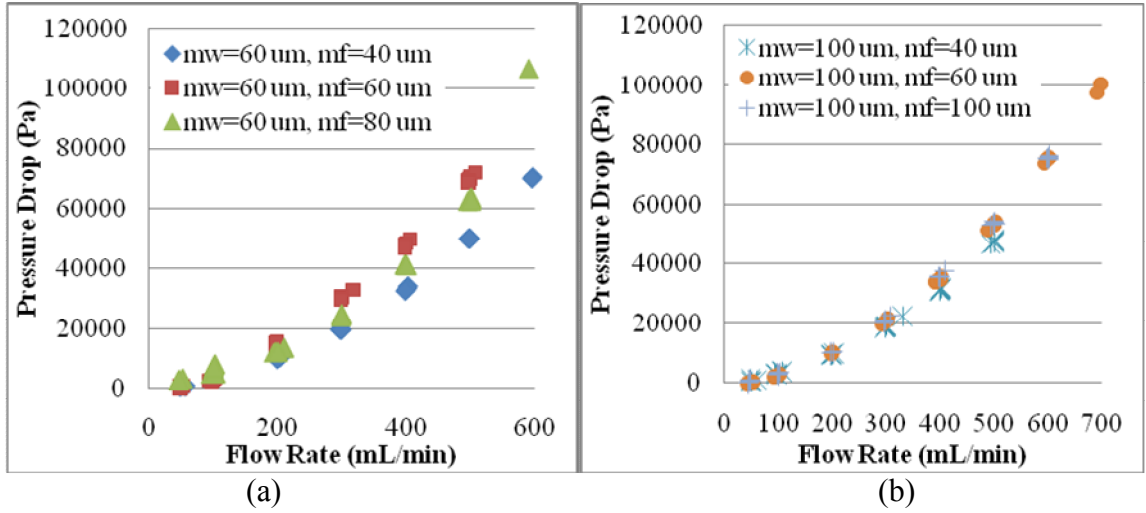 120000
100000
80000
60000
40000
20000
0
Pressure Drop (Pa)
mw=60 um, mf=40 um
mw=60 um, mf=60 um
mw=60 um, mf=80 um
0 200 400 600
Flow Rate (mL/min)
(a)
120000
100000
80000
60000
40000
20000
0
Pressure Drop (Pa)
mw=100 um, mf=40 um
mw=100 um, mf=60 um
mw=100 um, mf=100 um
0 100 200 300 400 500 600 700
Flow Rate (mL/min)
(b)